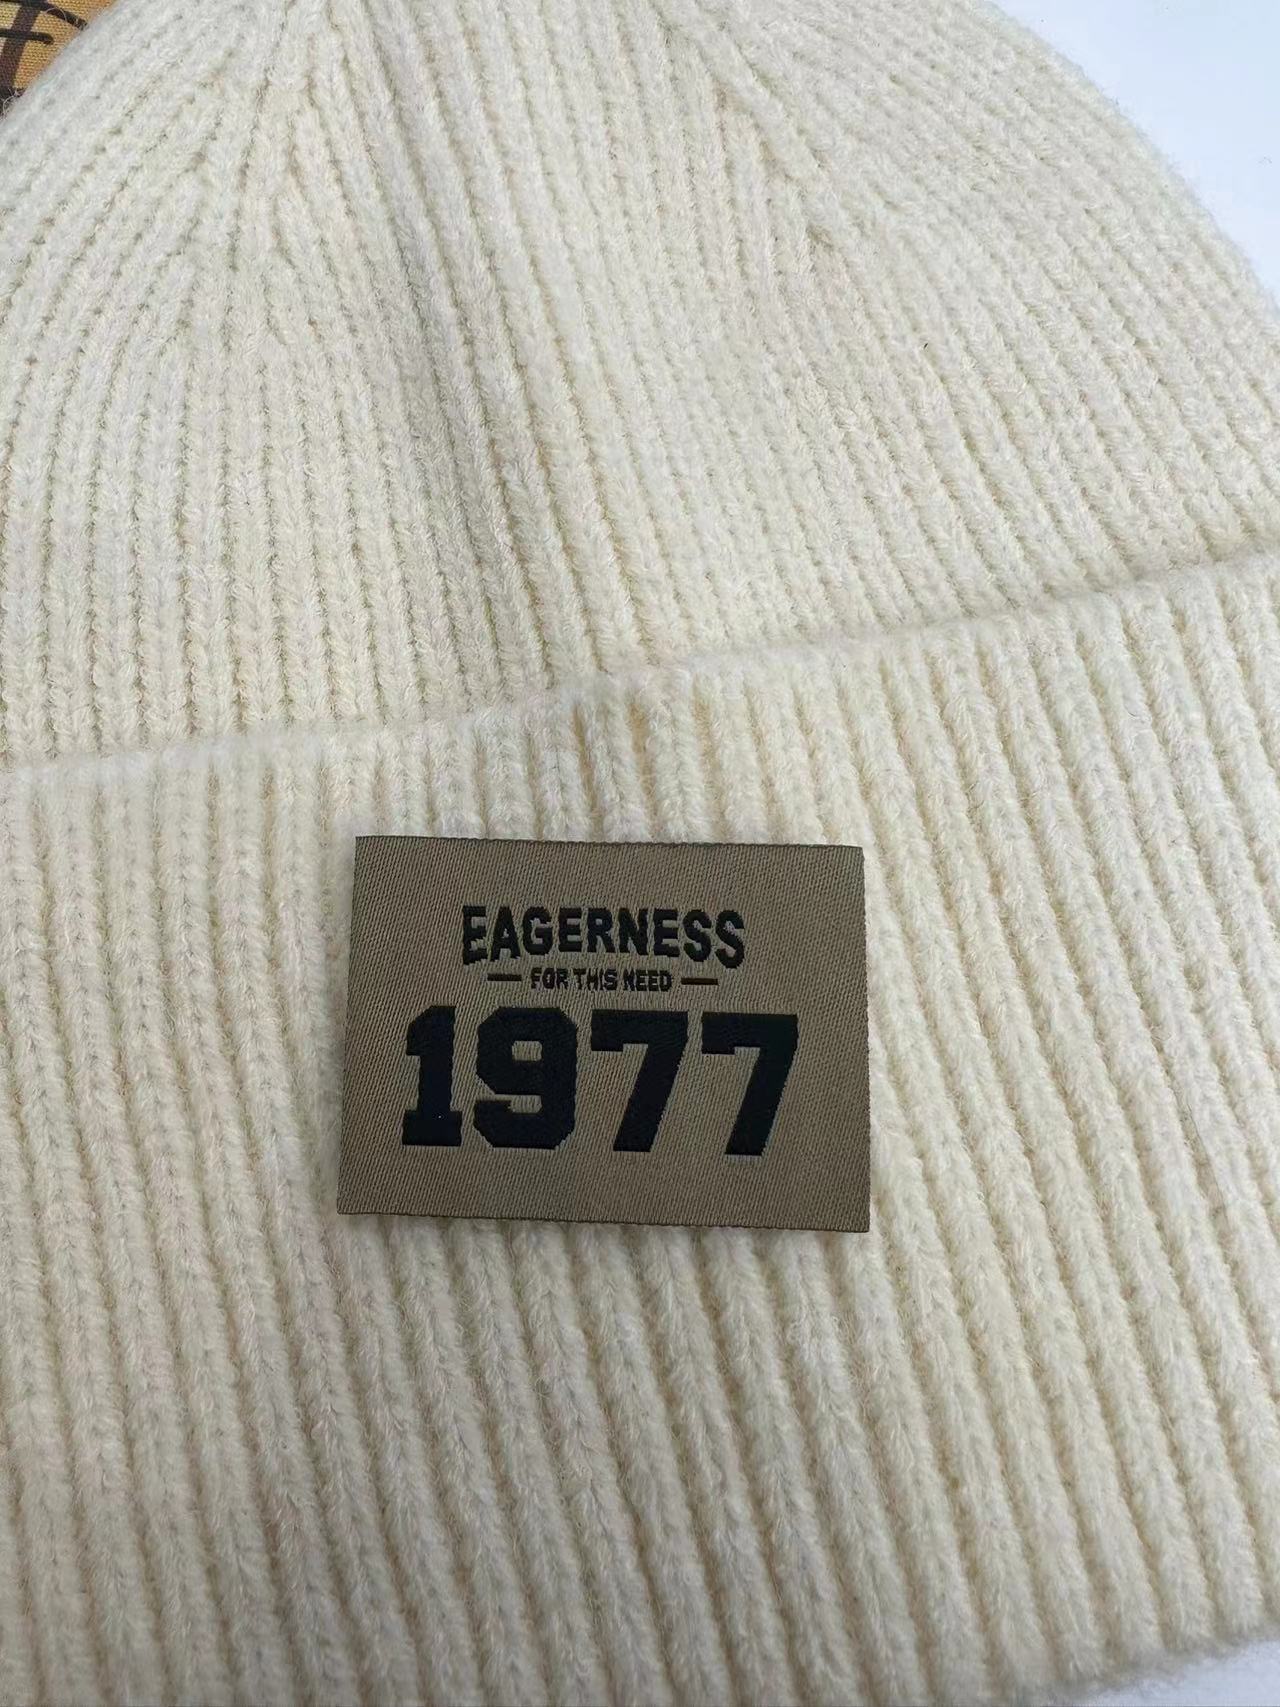 EAGERNESS
— FOR THIS NEED —
1977